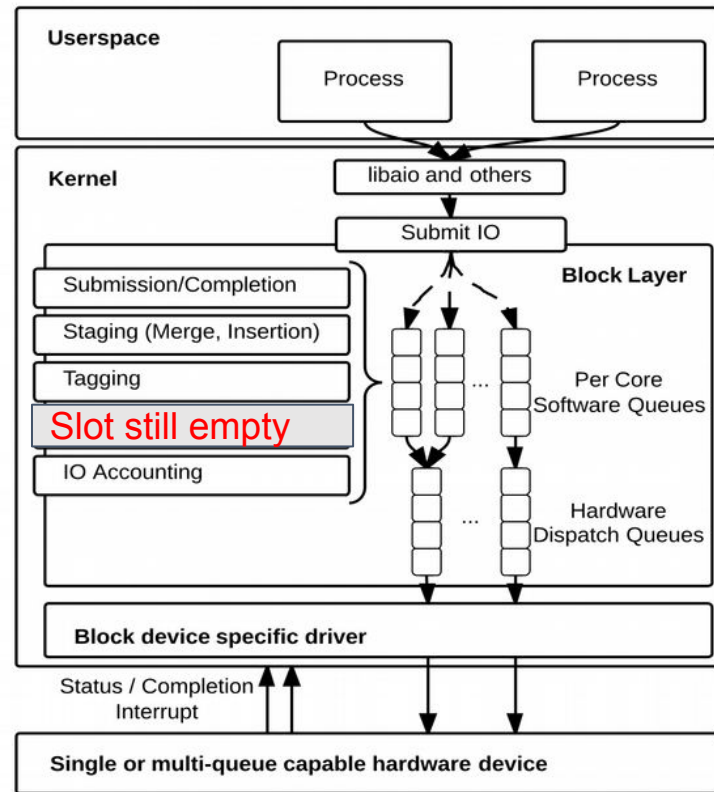 Userspace
Process
Process
Kernel
libaio and others
Submit IO
Block Layer
Submission/Completion
Staging (Merge, Insertion)
Tagging
Slot still empty
IO Accounting
...
Per Core
Software Queues
...
Hardware
Dispatch Queues
Block device specific driver
Status / Completion
Interrupt
Single or multi-queue capable hardware device